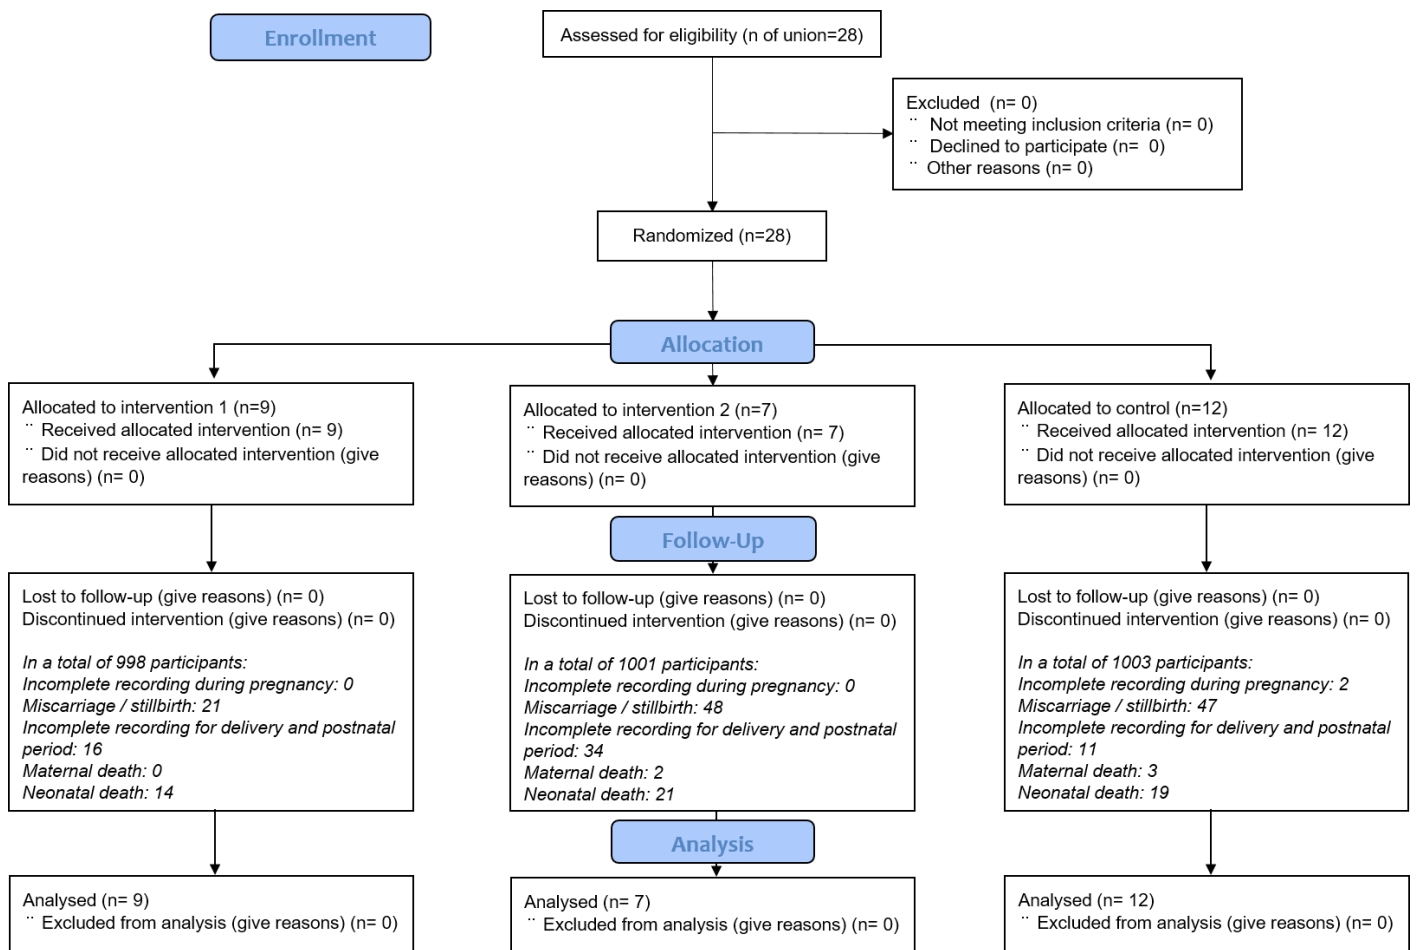 Enrollment
Assessed for eligibility (n of union=28)
Excluded (n= 0)
¨ Not meeting inclusion criteria (n= 0)
¨ Declined to participate (n= 0)
¨ Other reasons (n= 0)
Randomized (n=28)
Allocation
Allocated to intervention 1 (n=9)
¨ Received allocated intervention (n= 9)
¨ Did not receive allocated intervention (give
reasons) (n= 0)
Allocated to intervention 2 (n=7)
¨ Received allocated intervention (n= 7)
¨ Did not receive allocated intervention (give
reasons) (n= 0)
Allocated to control (n=12)
¨ Received allocated intervention (n= 12)
¨ Did not receive allocated intervention (give
reasons) (n= 0)
Follow-Up
Lost to follow-up (give reasons) (n= 0)
Discontinued intervention (give reasons) (n= 0)
In a total of 998 participants:
Incomplete recording during pregnancy: 0
Miscarriage / stillbirth: 21
Incomplete recording for delivery and postnatal
period: 16
Maternal death: 0
Neonatal death: 14
Lost to follow-up (give reasons) (n= 0)
Discontinued intervention (give reasons) (n= 0)
In a total of 1001 participants:
Incomplete recording during pregnancy: 0
Miscarriage / stillbirth: 48
Incomplete recording for delivery and postnatal
period: 34
Maternal death: 2
Neonatal death: 21
Lost to follow-up (give reasons) (n= 0)
Discontinued intervention (give reasons) (n= 0)
In a total of 1003 participants:
Incomplete recording during pregnancy: 2
Miscarriage / stillbirth: 47
Incomplete recording for delivery and postnatal
period: 11
Maternal death: 3
Neonatal death: 19
Analysis
Analysed (n= 9)
¨ Excluded from analysis (give reasons) (n= 0)
Analysed (n= 7)
¨ Excluded from analysis (give reasons) (n= 0)
Analysed (n= 12)
¨ Excluded from analysis (give reasons) (n= 0)